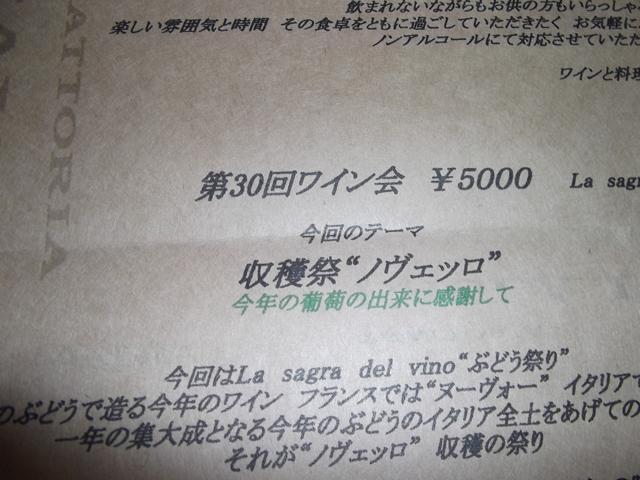 飲まれないながらもお供の方もいらっしゃ
楽しい雰囲気と時間 その食卓をともに過ごしていただきたく お気軽に
ノンアルコールにて対応させていただ
ワインと料理
ATTORIA
第30回ワイン会 ￥5000 La sagr
今回のテーマ
収穫祭“ノヴェッロ”
今年の葡萄の出来に感謝して
今回はLa sagra del vino“ぶどう祭り”
のぶどうで造る今年のワイン フランスでは“ヌーヴォー” イタリアで
一年の集大成となる今年のぶどうのイタリア全土をあげての
それが“ノヴェッロ” 収穫の祭り